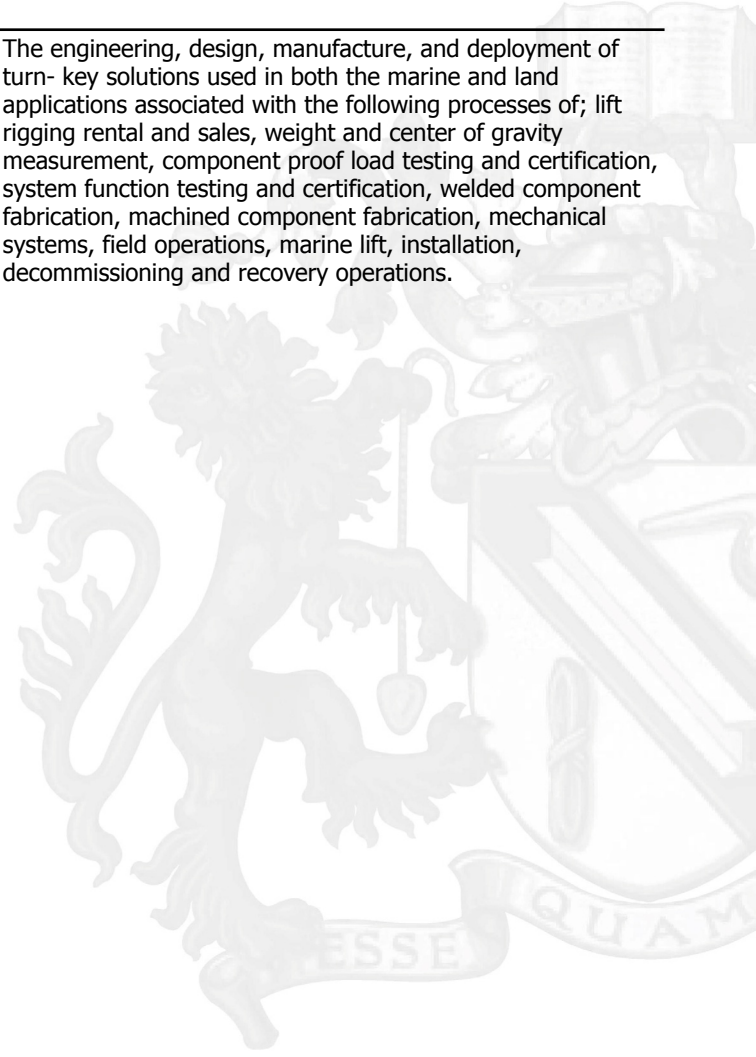 The engineering, design, manufacture, and deployment of
turn- key solutions used in both the marine and land
applications associated with the following processes of; lift
rigging rental and sales, weight and center of gravity
measurement, component proof load testing and certification,
system function testing and certification, welded component
fabrication, machined component fabrication, mechanical
systems, field operations, marine lift, installation,
decommissioning and recovery operations.
ESSE
QUAM